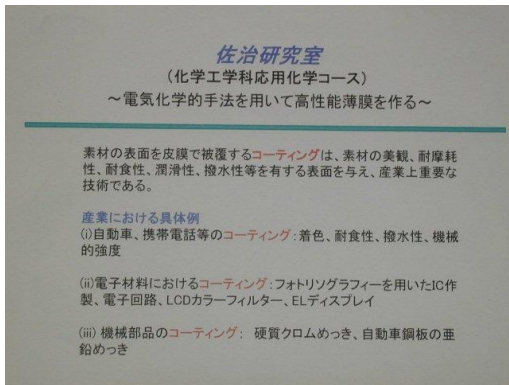 佐治研究室
(化学工学科応用化学コース)
～電気化学的手法を用いて高性能薄膜を作る～
素材の表面を皮膜で被覆するコーティングは、素材の美観、耐摩耗
性、耐食性、潤滑性、撥水性等を有する表面を与え、産業上重要な
技術である。
産業における具体例
(i)自動車、携帯電話等のコーティング：着色、耐食性、撥水性、機械
的強度
(ii)電子材料におけるコーティング：フォトリソグラフィーを用いたIC作
製、電子回路、LCDカラーフィルター、ELディスプレイ
(iii) 機械部品のコーティング： 硬質クロムめっき、自動車鋼板の亜
鉛めっき